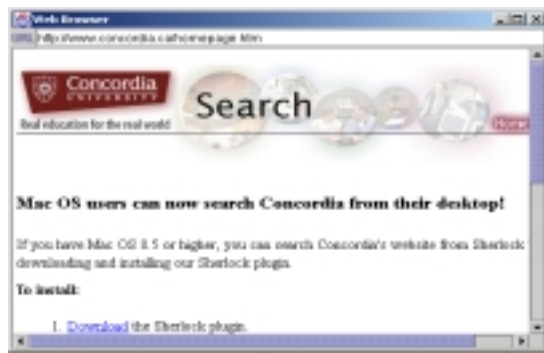 Web Browser
URL http://www.concordia.ca/homepage.htm
Concordia
UNIVERSITY
Search
Real education for the real world
Home
Mac OS users can now search Concordia from their desktop!
If you have Mac OS 8.5 or higher, you can search Concordia's website from Sherlock
downloading and installing our Sherlock plugin.
To install:
1. Download the Sherlock plugin.